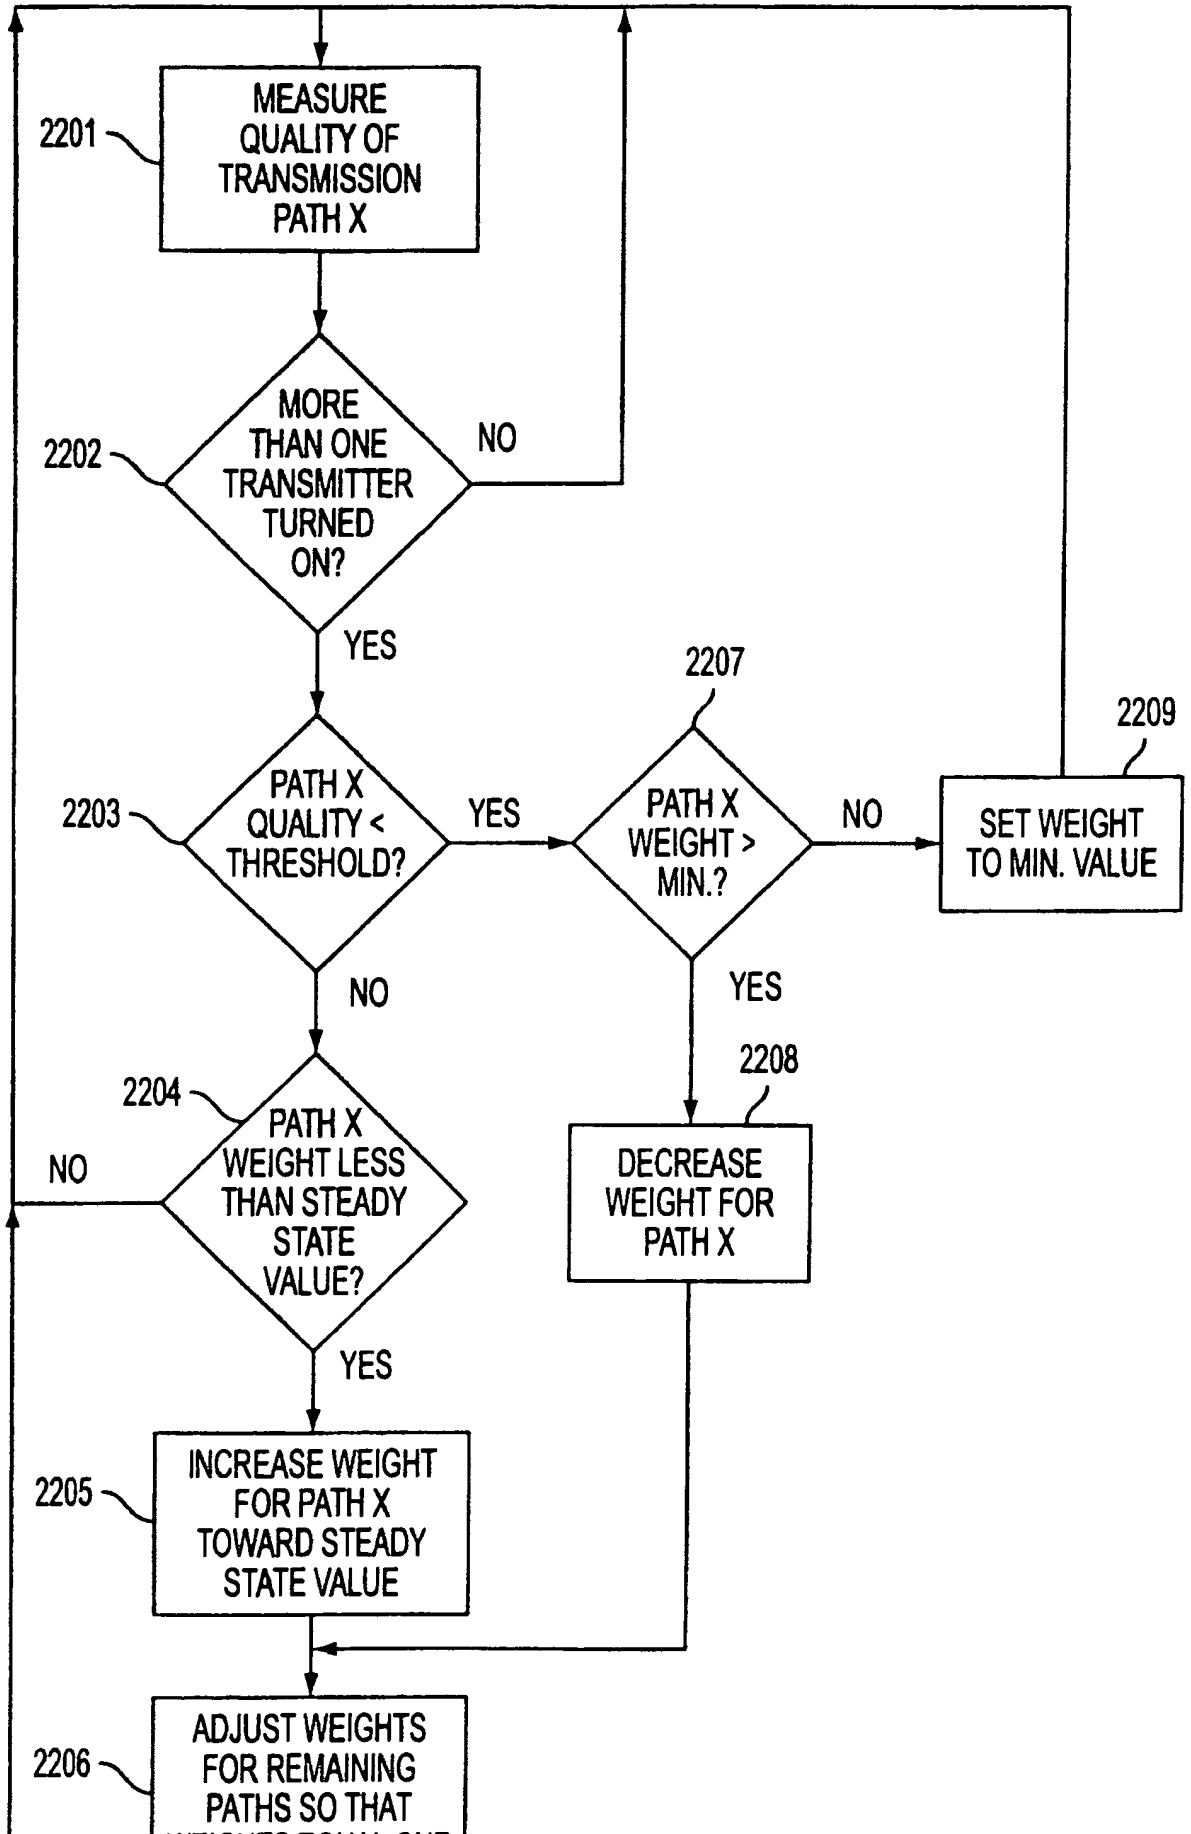 2201
MEASURE
QUALITY OF
TRANSMISSION
PATH X
2202
MORE
THAN ONE
TRANSMITTER
TURNED
ON?
NO
YES
2203
PATH X
QUALITY <
THRESHOLD?
YES
2207
PATH X
WEIGHT >
MIN.?
NO
2209
SET WEIGHT
TO MIN. VALUE
NO
YES
2204
PATH X
WEIGHT LESS
THAN STEADY
STATE
VALUE?
NO
2208
DECREASE
WEIGHT FOR
PATH X
YES
2205
INCREASE WEIGHT
FOR PATH X
TOWARD STEADY
STATE VALUE
2206
ADJUST WEIGHTS
FOR REMAINING
PATHS SO THAT